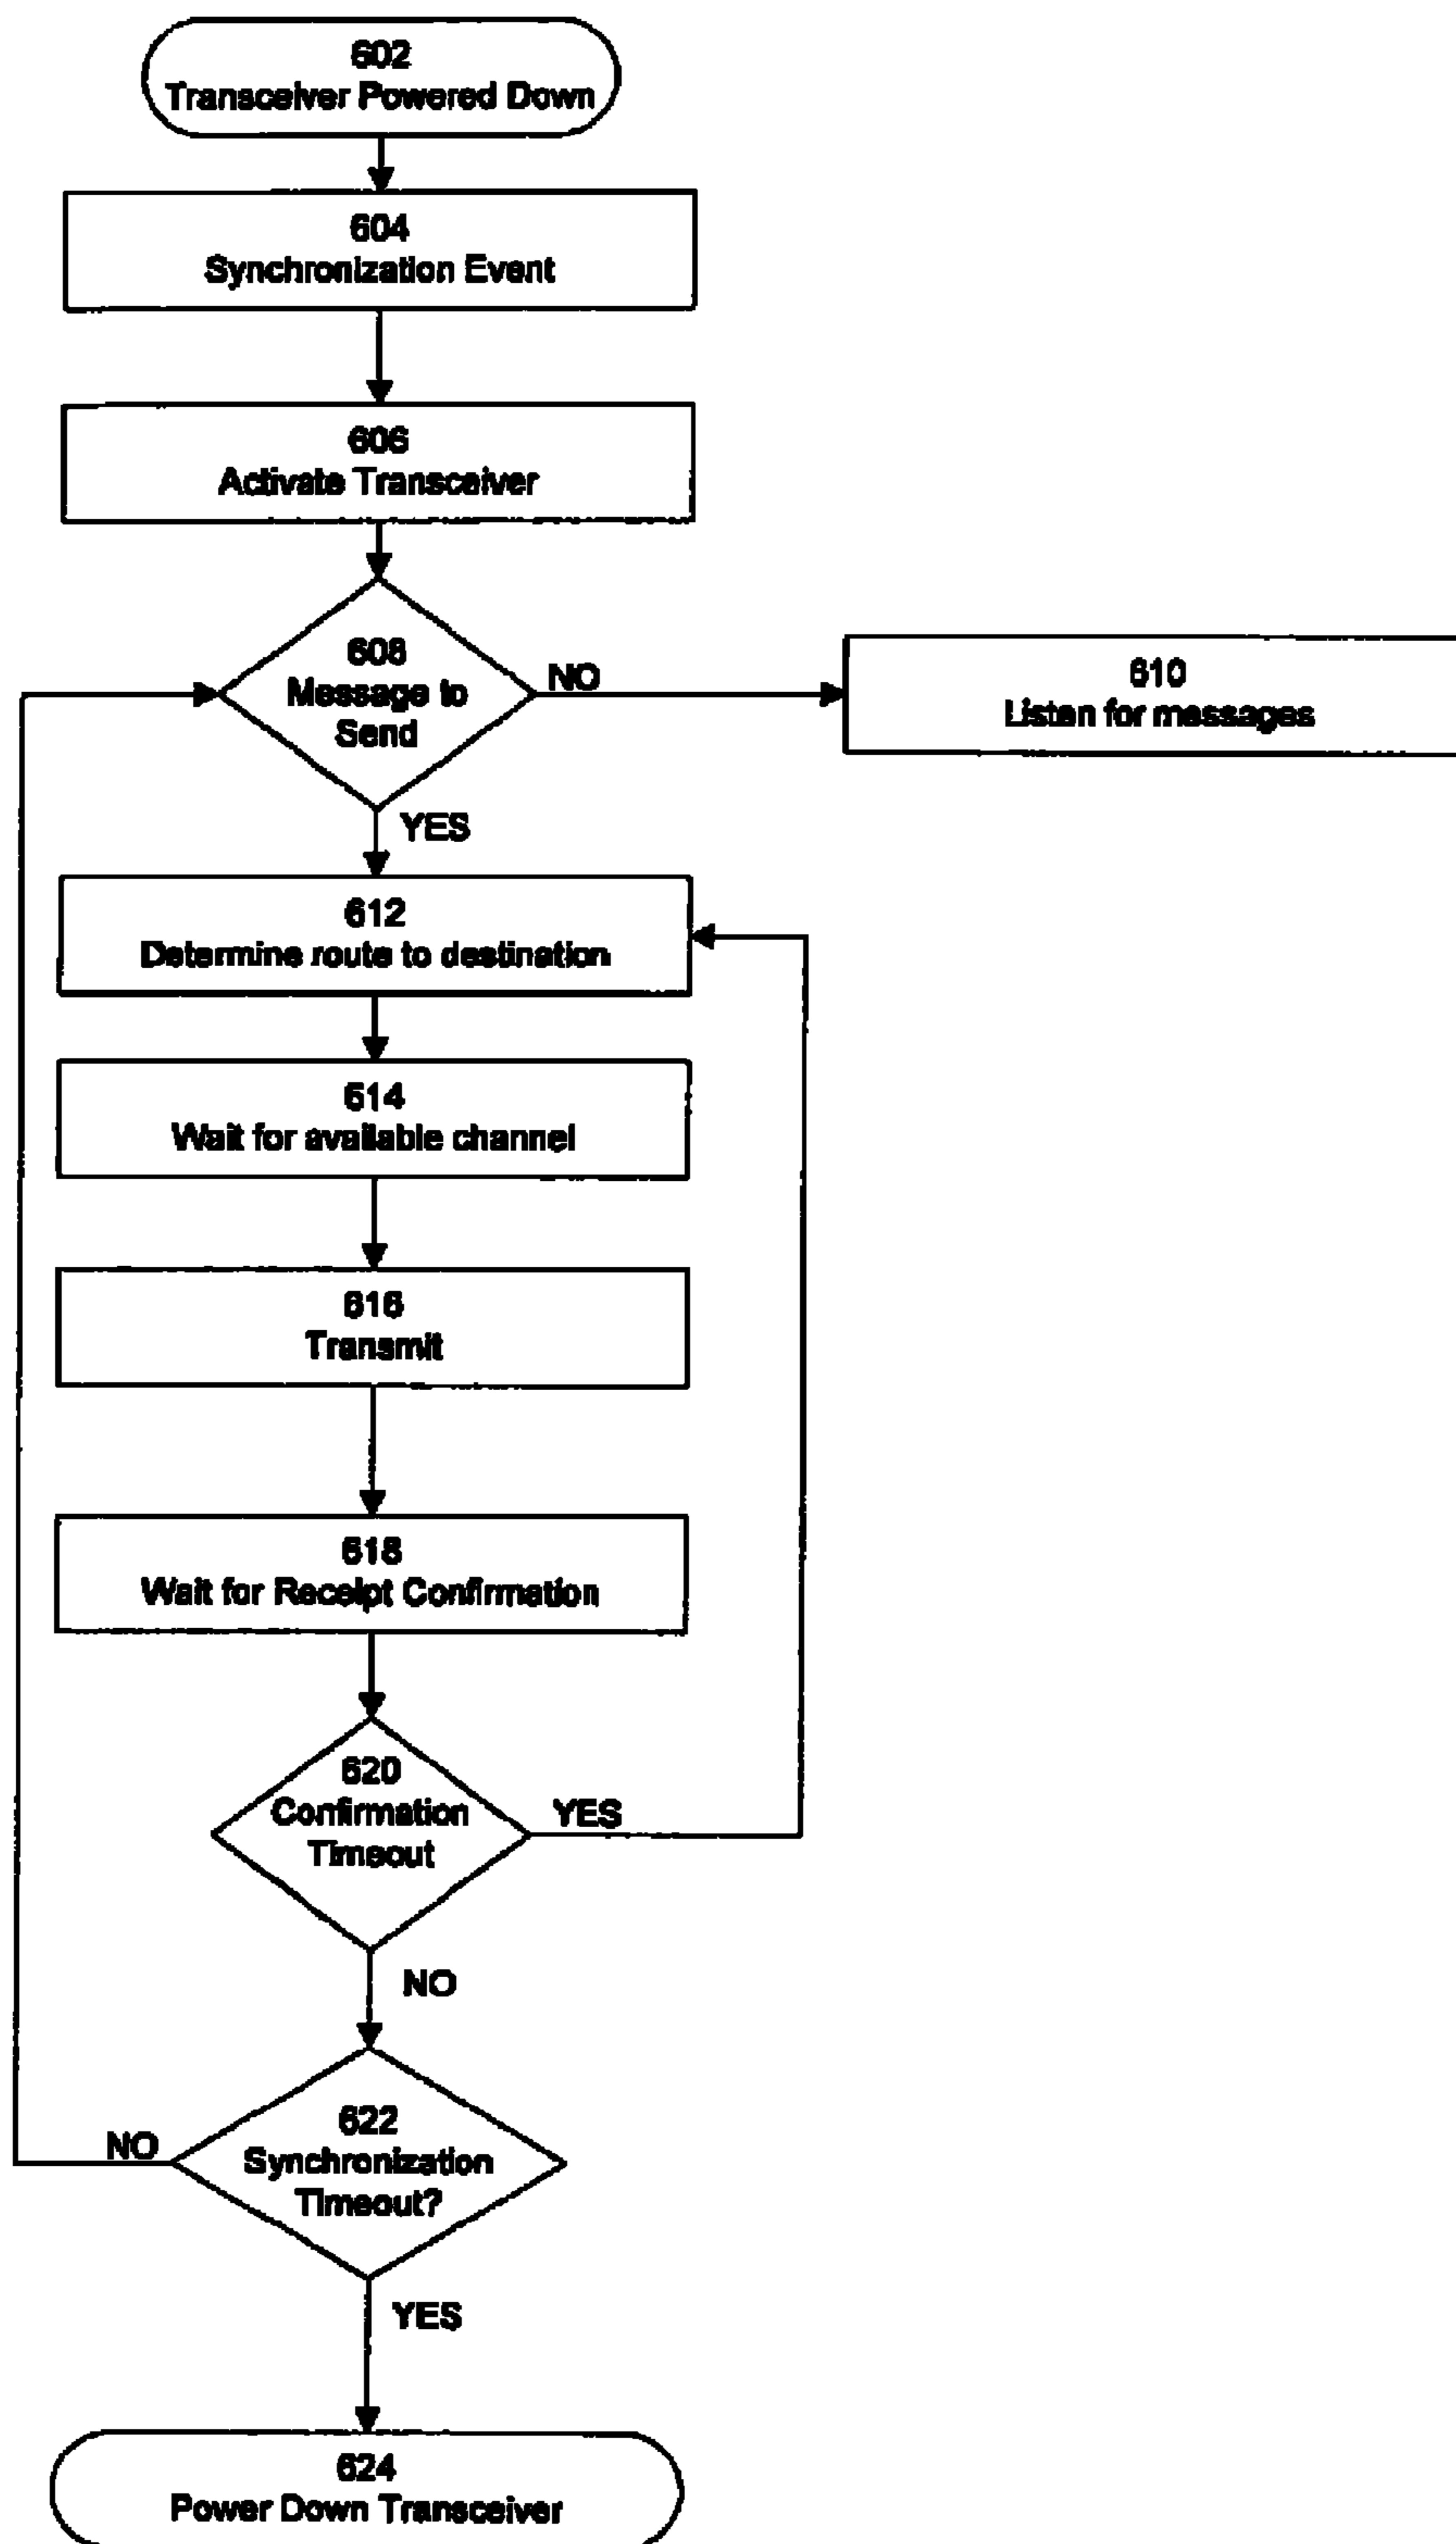 602
Transceiver Powered Down
604
Synchronization Event
606
Activate Transceiver
608
Message to
Send
NO
610
Listen for messages
YES
612
Determine route to destination
614
Wait for available channel
616
Transmit
618
Wait for Receipt Confirmation
620
Confirmation
Timeout
YES
NO
622
Synchronization
Timeout?
NO
YES
624
Power Down Transceiver